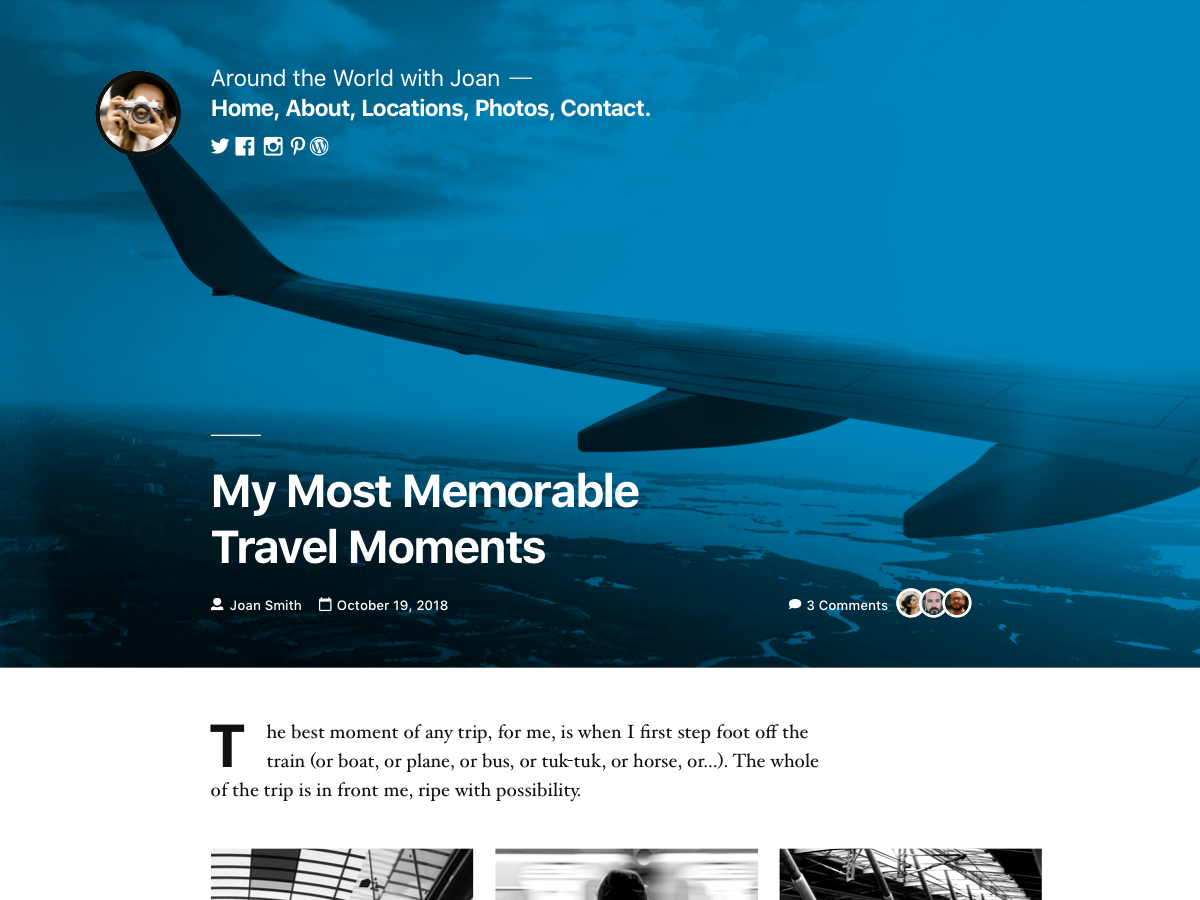 Around the World with Joan —
Home, About, Locations, Photos, Contact.
My Most Memorable
Travel Moments
Joan Smith October 19, 2018
3 Comments
The best moment of any trip, for me, is when I first step foot off the
train (or boat, or plane, or bus, or tuk-tuk, or horse, or...). The whole
of the trip is in front me, ripe with possibility.